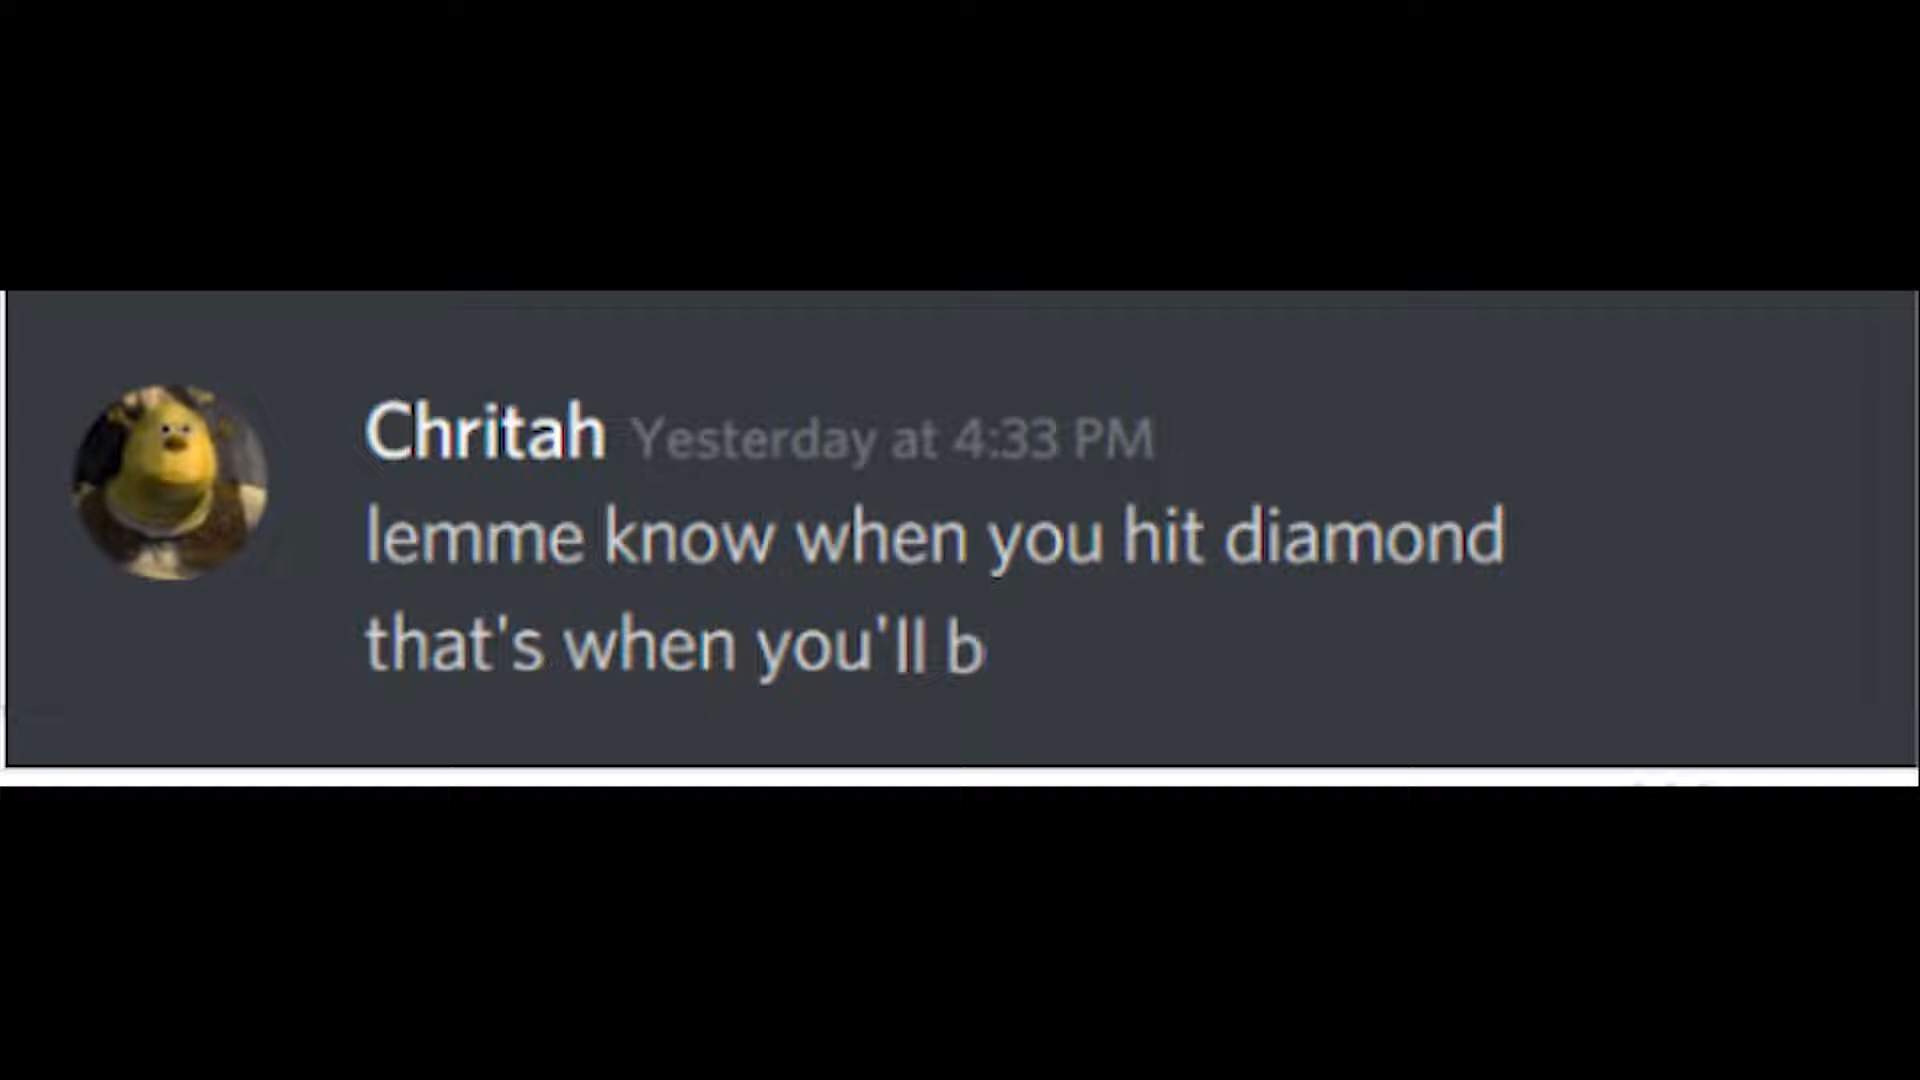 Chritah Yesterday at 4:33 PM
lemme know when you hit diamond
that's when you'll b